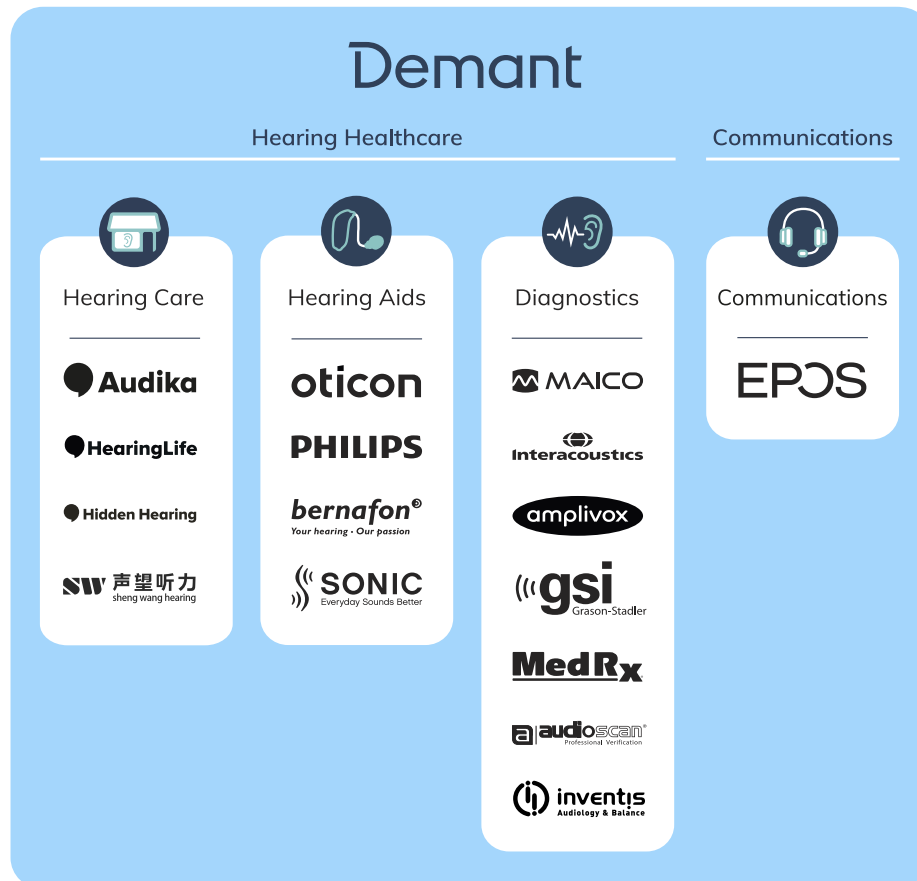 Demant
Hearing Healthcare
Communications
Hearing Care
Audika
HearingLife
Hidden Hearing
SW 声望听力
sheng wang hearing
Hearing Aids
oticon
PHILIPS
bernafon®
Your hearing • Our passion
SONIC
Everyday Sounds Better
Diagnostics
MAICO
Interacoustics
amplivox
gsi
Grason-Stadler
MedRx
a audioscan®
Professional Verification
inventis
Audiology & Balance
Communications
EPOS